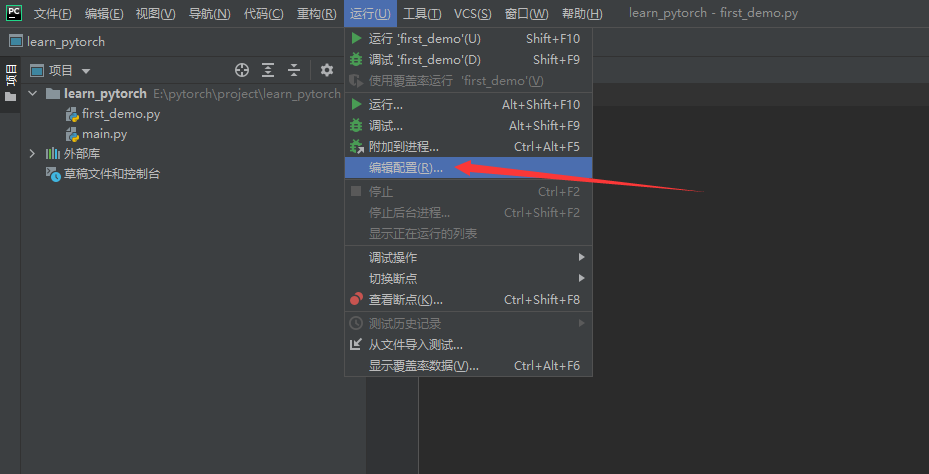 PC 文件(F) 编辑(E) 视图(V) 导航(N) 代码(C) 重构(R) 运行(U) 工具(T) VCS(S) 窗口(W) 帮助(H) learn_pytorch - first_demo.py
learn_pytorch
项目
项目
learn_pytorch E:\pytorch\project\learn_pytorch
first_demo.py
main.py
外部库
草稿文件和控制台
运行 'first_demo'(U) Shift+F10
调试 'first_demo'(D) Shift+F9
使用覆盖率运行 'first_demo'(V)
运行... Alt+Shift+F10
调试... Alt+Shift+F9
附加到进程... Ctrl+Alt+F5
编辑配置(R)...
停止 Ctrl+F2
停止后台进程... Ctrl+Shift+F2
显示正在运行的列表
调试操作
切换断点
查看断点(K)... Ctrl+Shift+F8
测试历史记录
从文件导入测试...
显示覆盖率数据(V)... Ctrl+Alt+F6